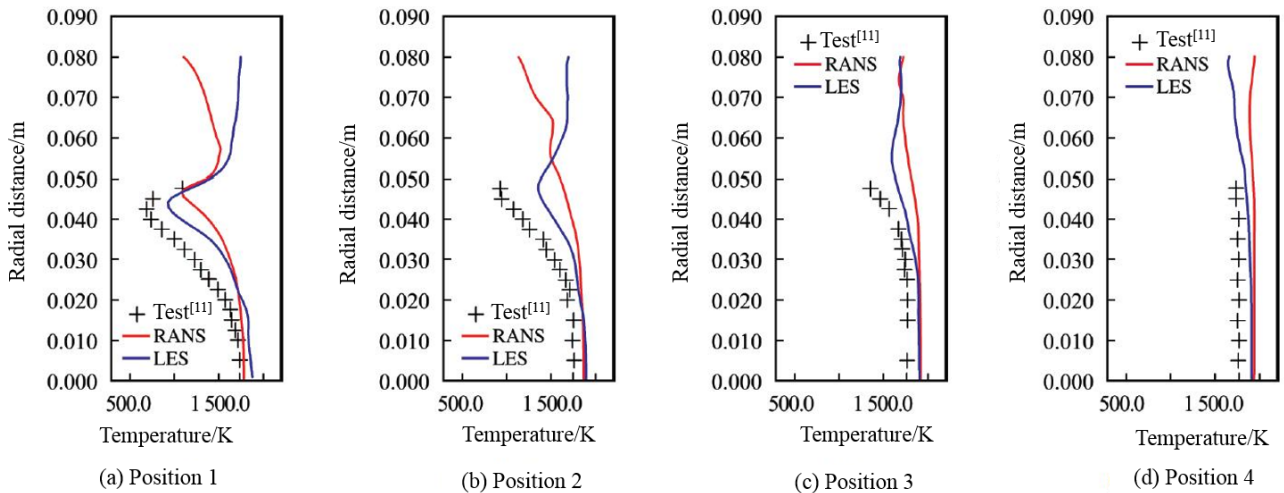 0.090
0.080
0.070
0.060
0.050
0.040
0.030
0.020
0.010
0.000
Radial distance/m
Test[11]
RANS
LES
500.0 1 500.0
Temperature/K
(a) Position 1
0.090
0.080
0.070
0.060
0.050
0.040
0.030
0.020
0.010
0.000
Radial distance/m
Test[11]
RANS
LES
500.0 1 500.0
Temperature/K
(b) Position 2
0.090
0.080
0.070
0.060
0.050
0.040
0.030
0.020
0.010
0.000
Radial distance/m
Test[11]
RANS
LES
500.0 1 500.0
Temperature/K
(c) Position 3
0.090
0.080
0.070
0.060
0.050
0.040
0.030
0.020
0.010
0.000
Radial distance/m
Test[11]
RANS
LES
500.0 1 500.0
Temperature/K
(d) Position 4